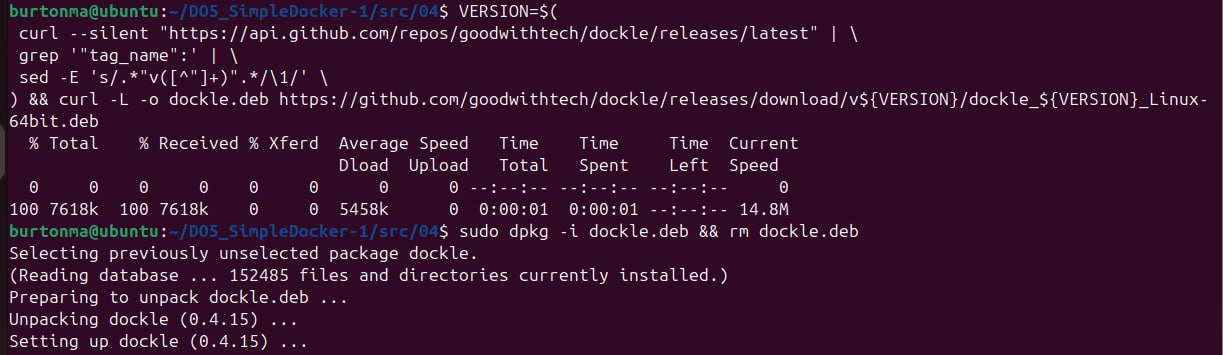 burtonma@ubuntu:~/DO5_SimpleDocker-1/src/04$ VERSION=$(
 curl --silent "https://api.github.com/repos/goodwithtech/dockle/releases/latest" | \
 grep '"tag_name":' | \
 sed -E 's/.*"v([^"]+)".*/\1/' \
) && curl -L -o dockle.deb https://github.com/goodwithtech/dockle/releases/download/v${VERSION}/dockle_${VERSION}_Linux-
64bit.deb
  % Total    % Received % Xferd  Average Speed   Time    Time     Time  Current
                                 Dload  Upload   Total   Spent    Left  Speed
  0     0    0     0    0     0      0      0 --:--:-- --:--:-- --:--:--     0
100 7618k  100 7618k    0     0  5458k      0  0:00:01  0:00:01 --:--:-- 14.8M
burtonma@ubuntu:~/DO5_SimpleDocker-1/src/04$ sudo dpkg -i dockle.deb && rm dockle.deb
Selecting previously unselected package dockle.
(Reading database ... 152485 files and directories currently installed.)
Preparing to unpack dockle.deb ...
Unpacking dockle (0.4.15) ...
Setting up dockle (0.4.15) ...